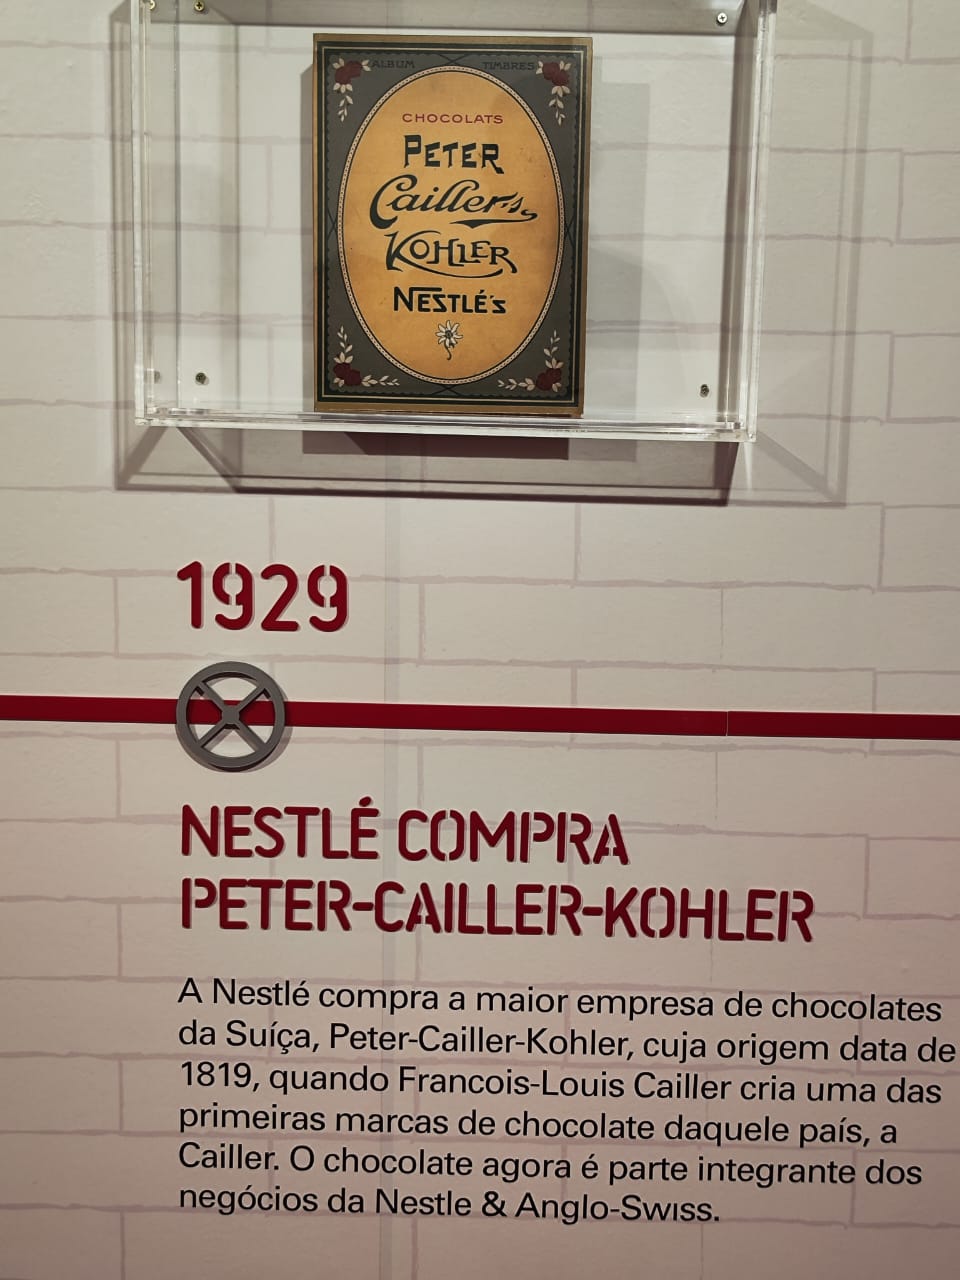 ALBUM TIMBRES
CHOCOLATS
PETER
Cailler's
KOHLER
NESTLÉ'S
1929
NESTLÉ COMPRA
PETER-CAILLER-KOHLER
A Nestlé compra a maior empresa de chocolates
da Suíça, Peter-Cailler-Kohler, cuja origem data de
1819, quando Francois-Louis Cailler cria uma das
primeiras marcas de chocolate daquele país, a
Cailler. O chocolate agora é parte integrante dos
negócios da Nestle & Anglo-Swiss.